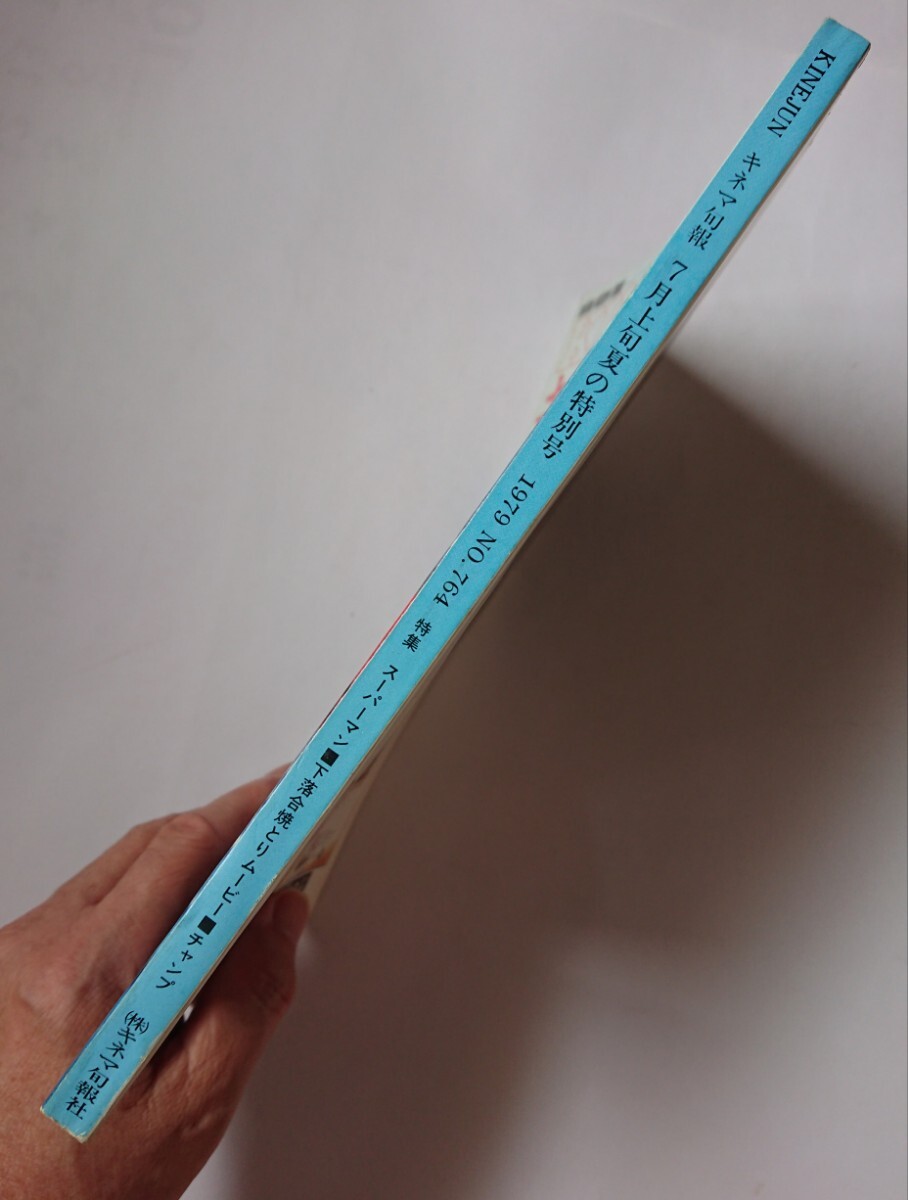 KINEJUN キネマ旬報 7月上旬夏の特別号 1979 NO.764 特集 スーパーマン■下落合焼とりムービー■チャンプ ㈱キネマ旬報社